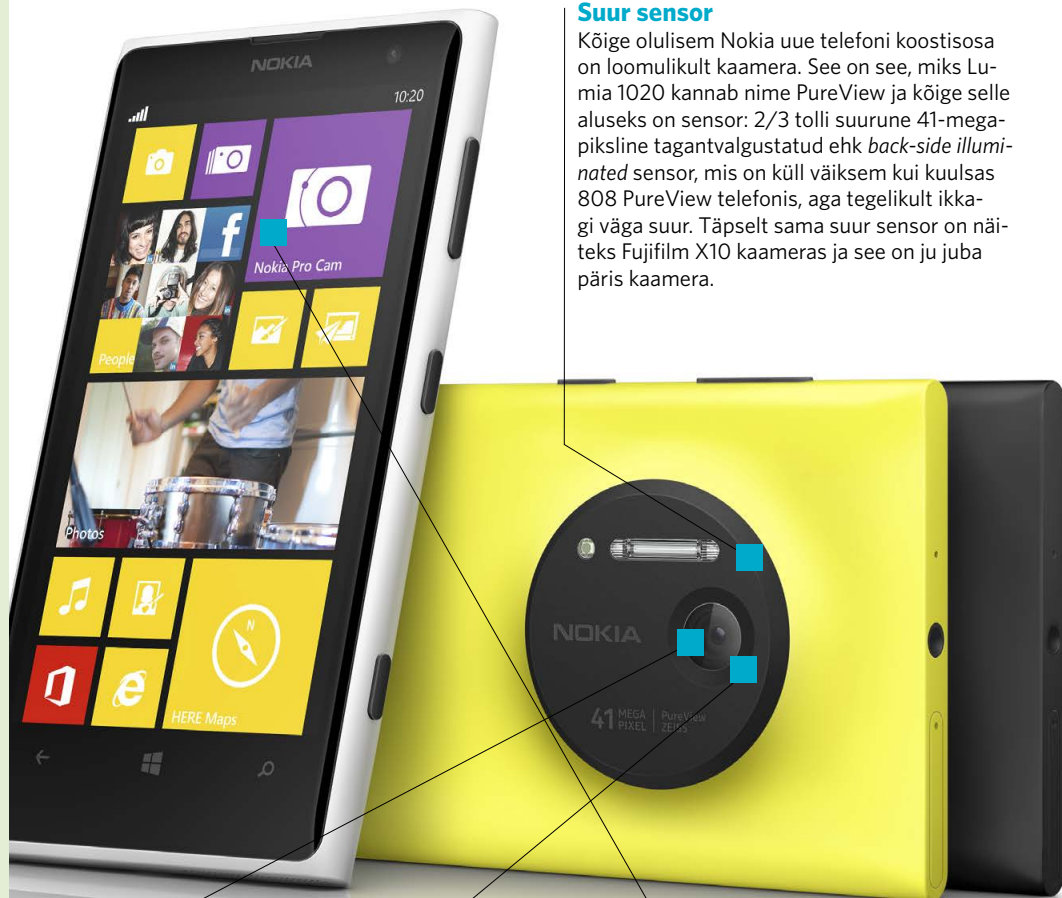 Suur sensor
Kõige olulisem Nokia uue telefoni koostisosa
on loomulikult kaamera. See on see, miks Lu-
mia 1020 kannab nime PureView ja kõige selle
aluseks on sensor: 2/3 tolli suurune 41-mega-
piksline tagantvalgustatud ehk back-side illumi-
nated sensor, mis on küll väiksem kui kuulsas
808 PureView telefonis, aga tegelikult ikka-
gi väga suur. Täpselt sama suur sensor on näi-
teks Fujifilm X10 kaameras ja see on ju juba
päris kaamera.
NOKIA
10:20
f
Nokia Pro Cam
People
in
Photos
N
HERE Maps
NOKIA
41 MEGA PIXEL | PureView ZEISS